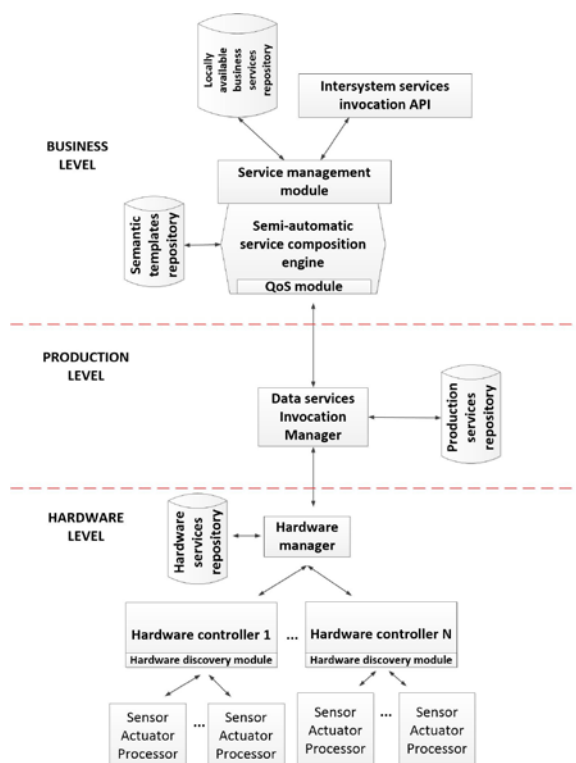 Locally
available
business
services
repository
Intersystem services
invocation API
BUSINESS
LEVEL
Service management
module
Semantic
templates
repository
Semi-automatic
service composition
engine
QoS module
PRODUCTION
LEVEL
Data services
Invocation
Manager
Production
services
repository
HARDWARE
LEVEL
Hardware
services
repository
Hardware
manager
Hardware controller 1
...
Hardware controller N
Hardware discovery module
Hardware discovery module
Sensor
Actuator
Processor
...
Sensor
Actuator
Processor
Sensor
Actuator
Processor
...
Sensor
Actuator
Processor